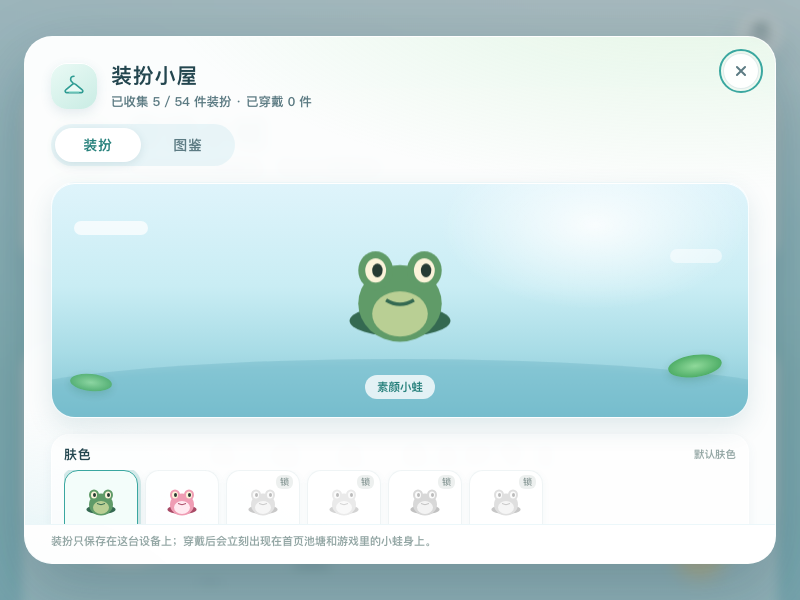 装扮小屋
已收集 5 / 54 件装扮 · 已穿戴 0 件
装扮
图鉴
素颜小蛙
肤色
默认肤色
锁
锁
锁
锁
装扮只保存在这台设备上；穿戴后会立刻出现在首页池塘和游戏里的小蛙身上。